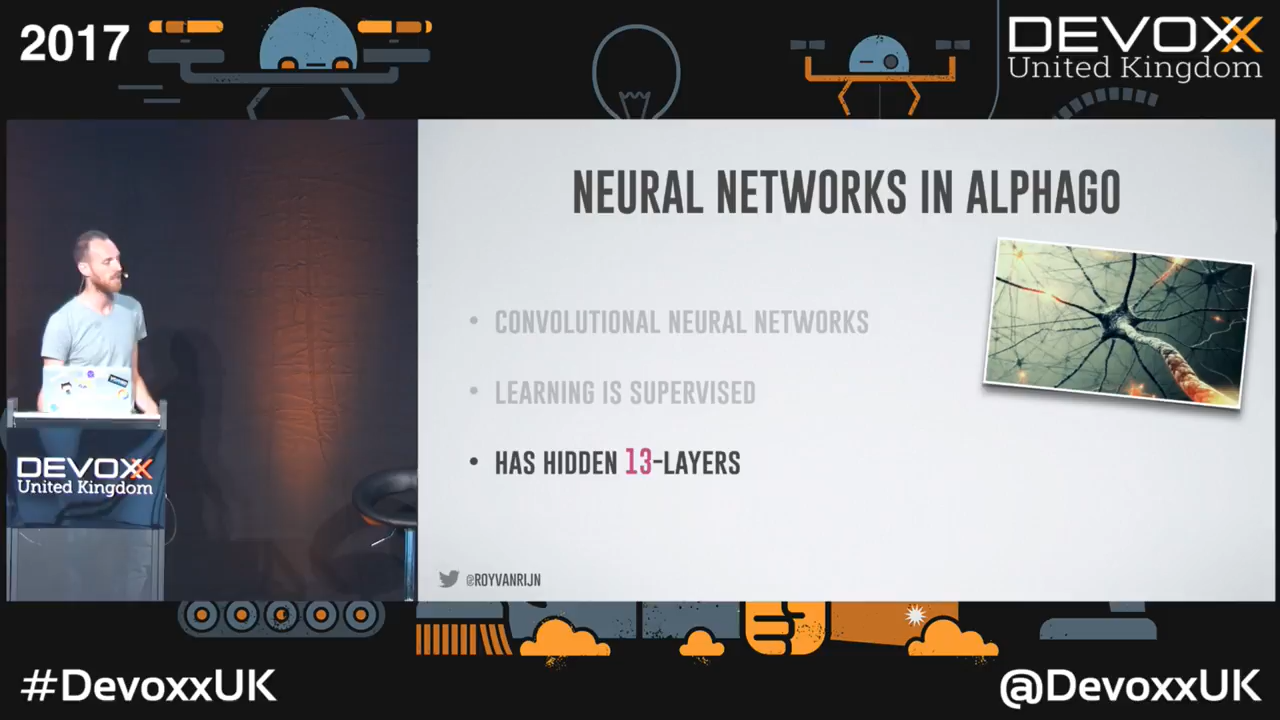 2017
DEVOXX
United Kingdom
NEURAL NETWORKS IN ALPHAGO
• CONVOLUTIONAL NEURAL NETWORKS
• LEARNING IS SUPERVISED
• HAS HIDDEN 13-LAYERS
@ROYVANRIJN
DEVOXX
United Kingdom
#DevoxxUK
@DevoxxUK